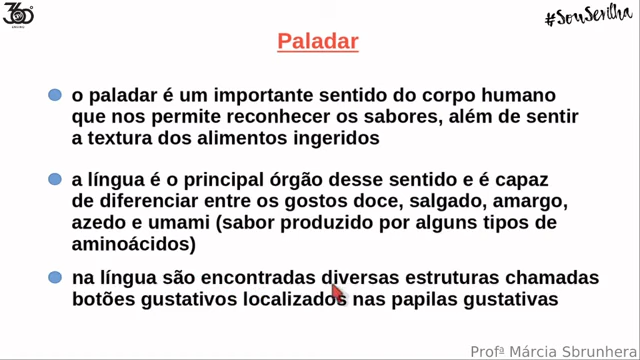 360°
#SouSerilha
Paladar
o paladar é um importante sentido do corpo humano
que nos permite reconhecer os sabores, além de sentir
a textura dos alimentos ingeridos
a língua é o principal órgão desse sentido e é capaz
de diferenciar entre os gostos doce, salgado, amargo,
azedo e umami (sabor produzido por alguns tipos de
aminoácidos)
na língua são encontradas diversas estruturas chamadas
botões gustativos localizados nas papilas gustativas
Profª Márcia Sbrunhera